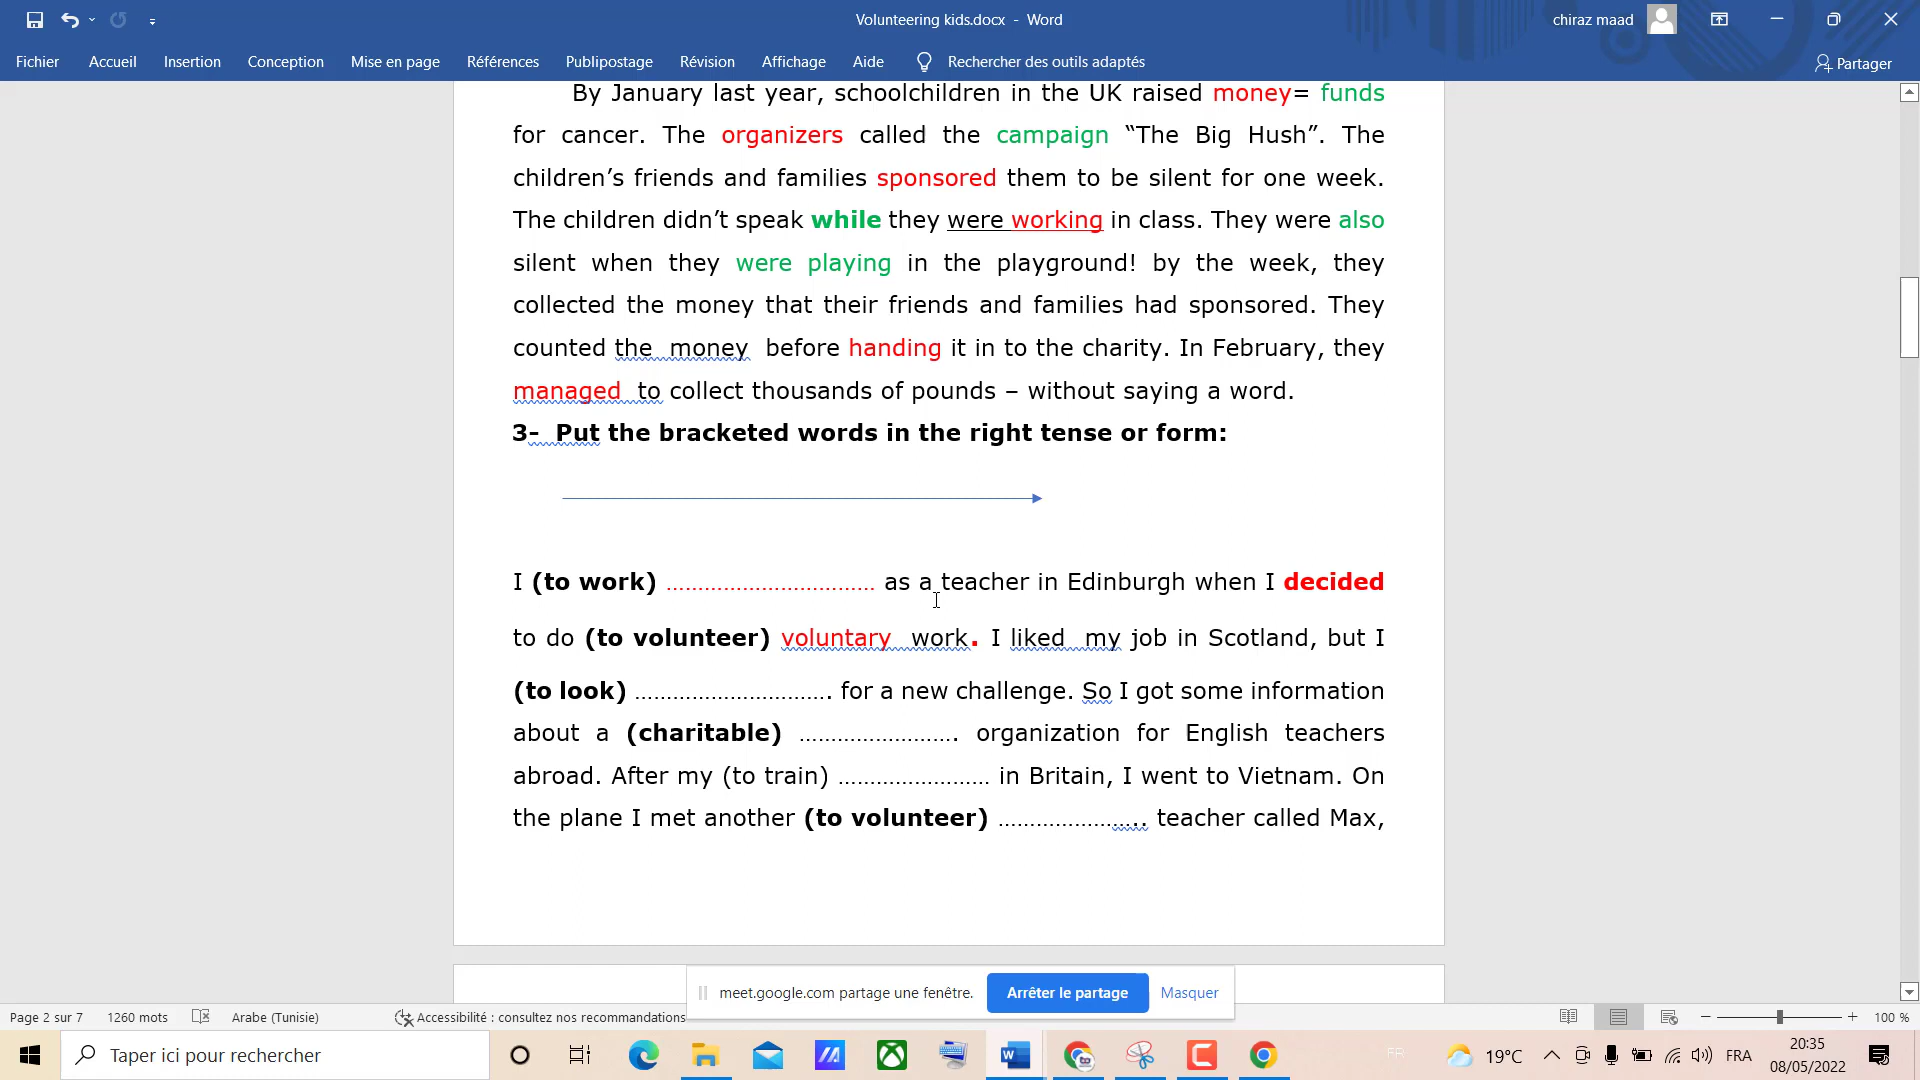 Volunteering kids.docx - Word
chiraz maad
Fichier Accueil Insertion Conception Mise en page Références Publipostage Révision Affichage Aide Rechercher des outils adaptés Partager
By January last year, schoolchildren in the UK raised money= funds
for cancer. The organizers called the campaign “The Big Hush”. The
children’s friends and families sponsored them to be silent for one week.
The children didn’t speak while they were working in class. They were also
silent when they were playing in the playground! by the week, they
collected the money that their friends and families had sponsored. They
counted the money before handing it in to the charity. In February, they
managed to collect thousands of pounds – without saying a word.
3- Put the bracketed words in the right tense or form:
I (to work) ................................. as a teacher in Edinburgh when I decided
to do (to volunteer) voluntary work. I liked my job in Scotland, but I
(to look) ............................... for a new challenge. So I got some information
about a (charitable) ......................... organization for English teachers
abroad. After my (to train) ........................ in Britain, I went to Vietnam. On
the plane I met another (to volunteer) ........................ teacher called Max,
meet.google.com partage une fenêtre. Arrêter le partage Masquer
Page 2 sur 7 1260 mots Arabe (Tunisie) Accessibilité : consultez nos recommandations 100 %
Taper ici pour rechercher
FR 19°C FRA
20:35
08/05/2022